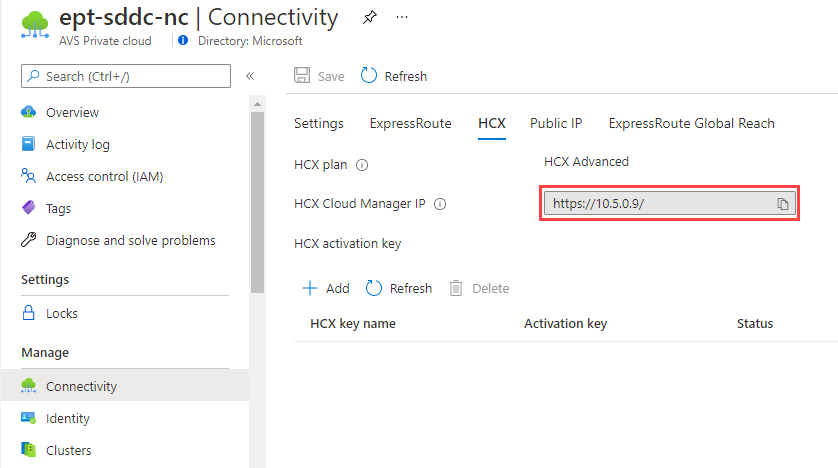 ept-sddc-nc | Connectivity
AVS Private cloud Directory: Microsoft
Search (Ctrl+/)
Overview
Activity log
Access control (IAM)
Tags
Diagnose and solve problems
Settings
Locks
Manage
Connectivity
Identity
Clusters
Save Refresh
Settings ExpressRoute HCX Public IP ExpressRoute Global Reach
HCX plan HCX Advanced
HCX Cloud Manager IP https://10.5.0.9/
HCX activation key
Add Refresh Delete
HCX key name Activation key Status